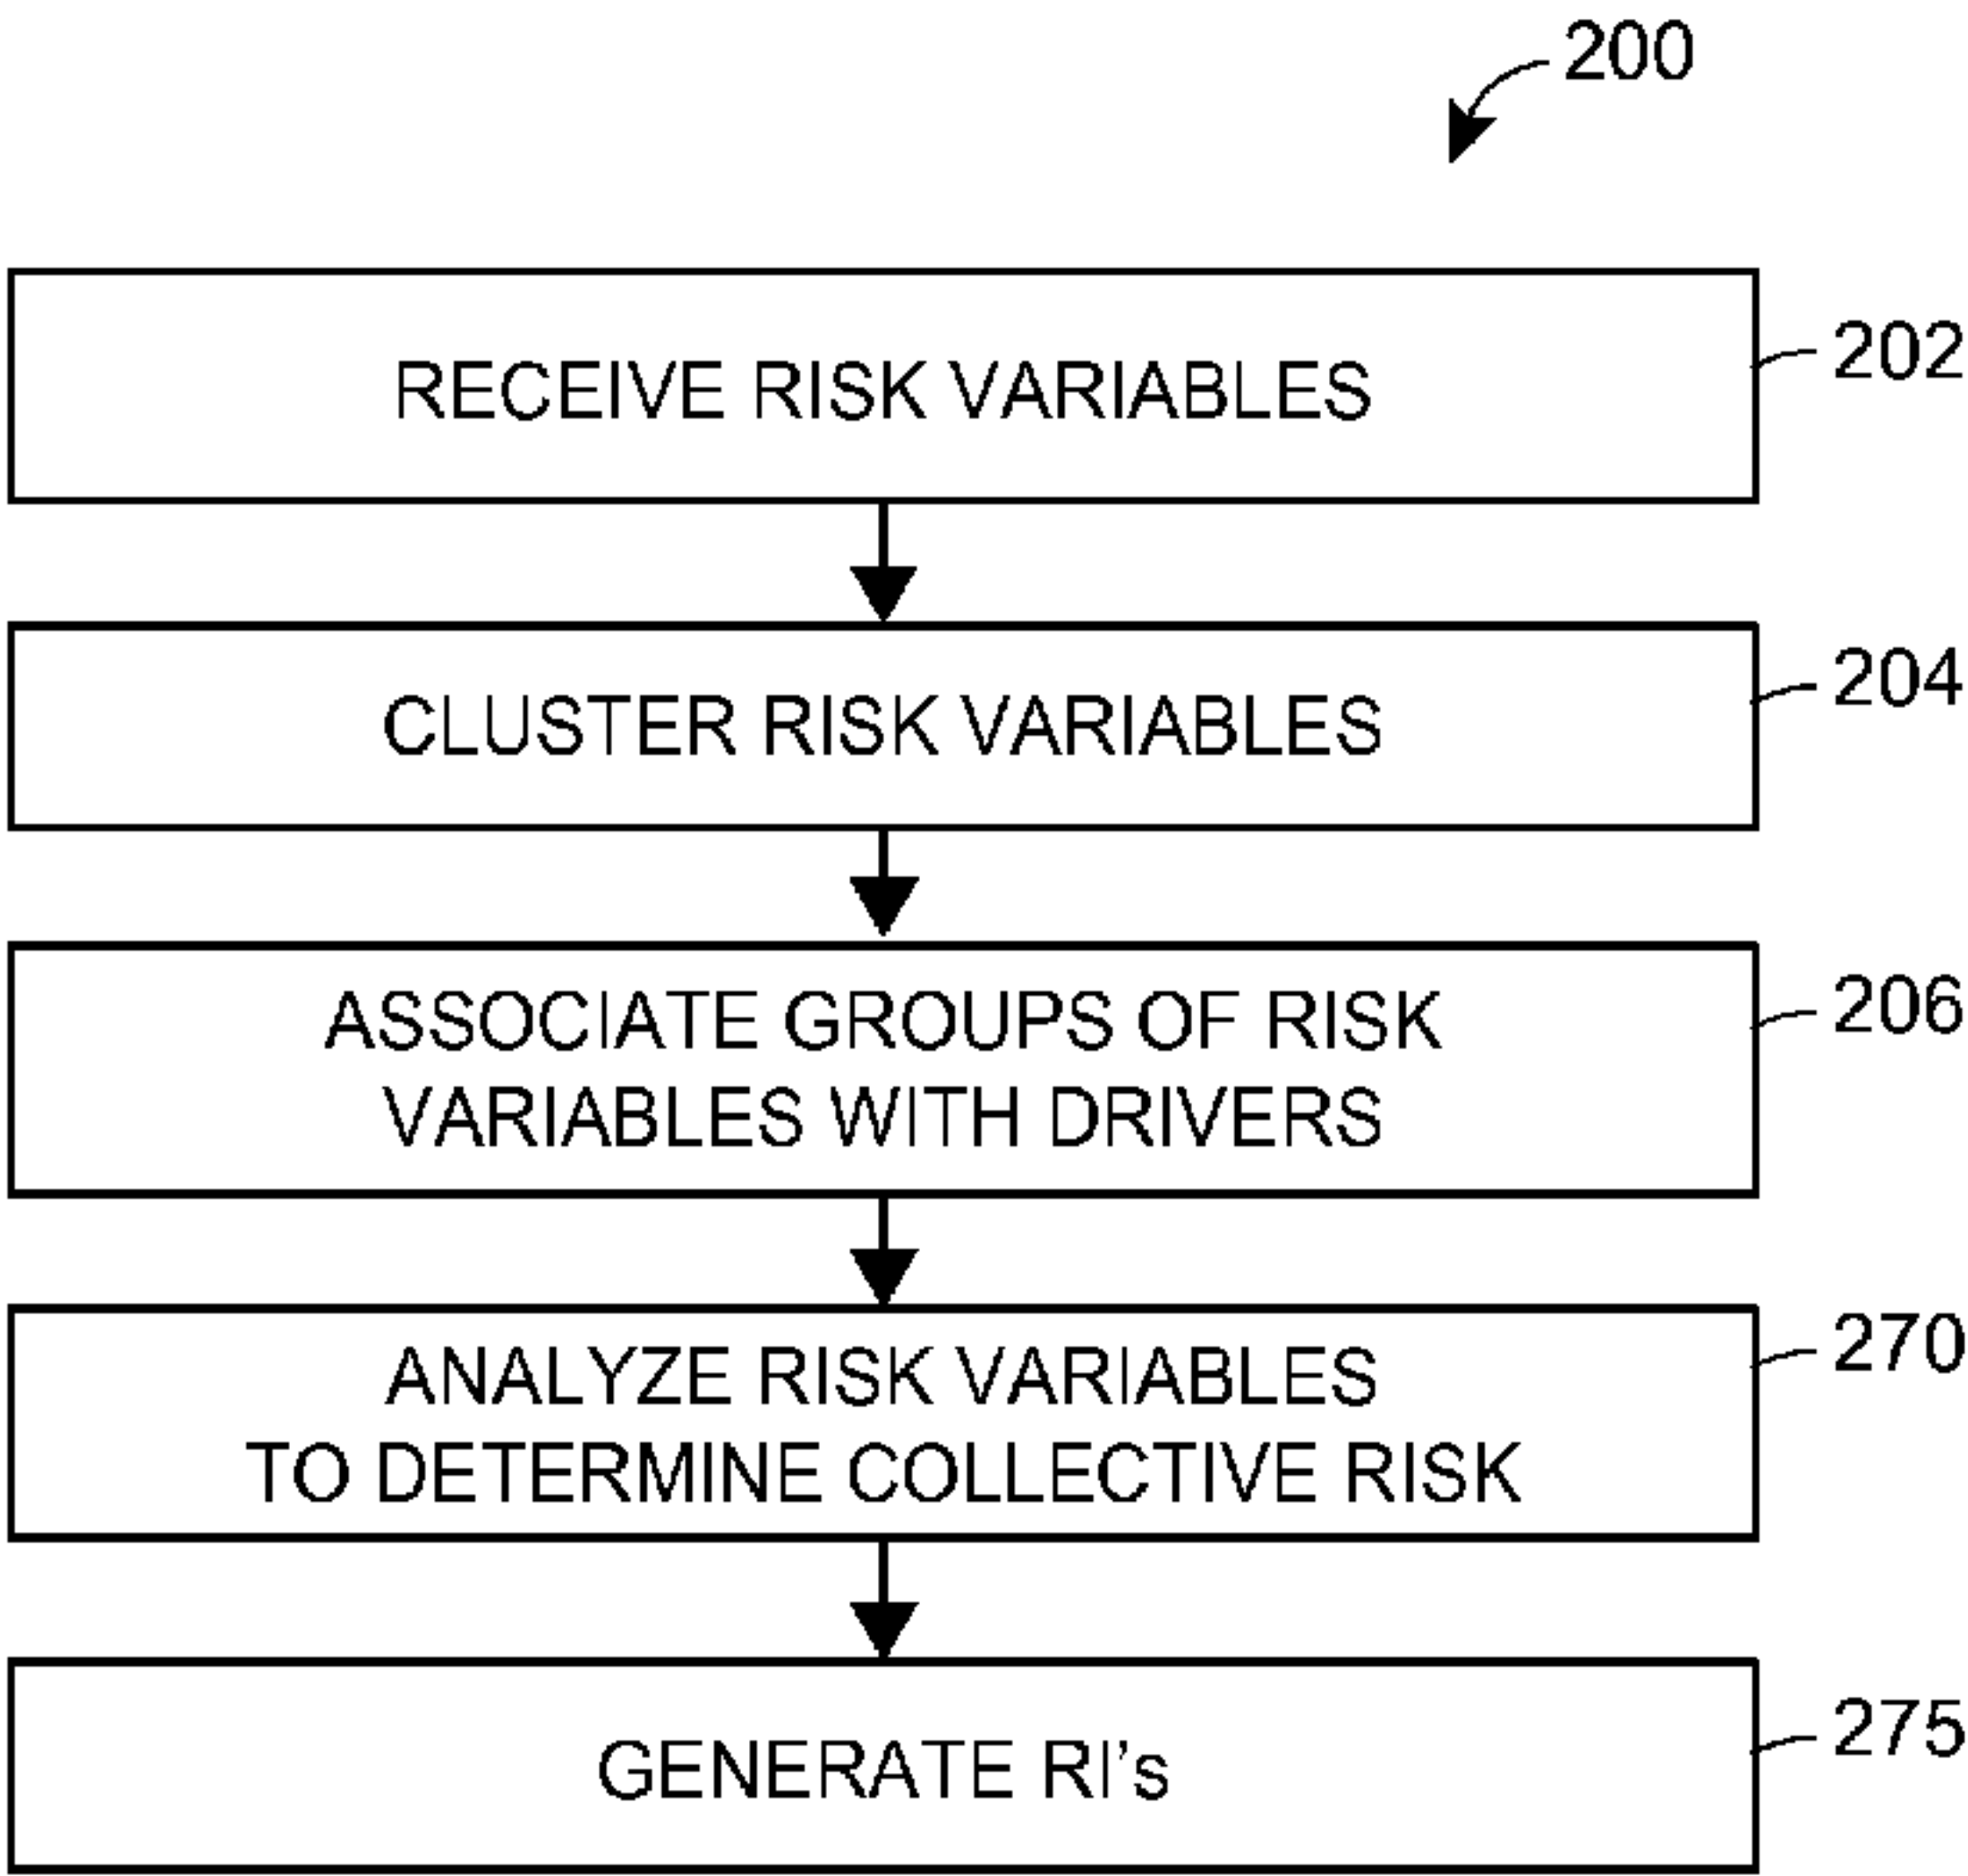 200
RECEIVE RISK VARIABLES
202
CLUSTER RISK VARIABLES
204
ASSOCIATE GROUPS OF RISK
VARIABLES WITH DRIVERS
206
ANALYZE RISK VARIABLES
TO DETERMINE COLLECTIVE RISK
270
GENERATE RI's
275